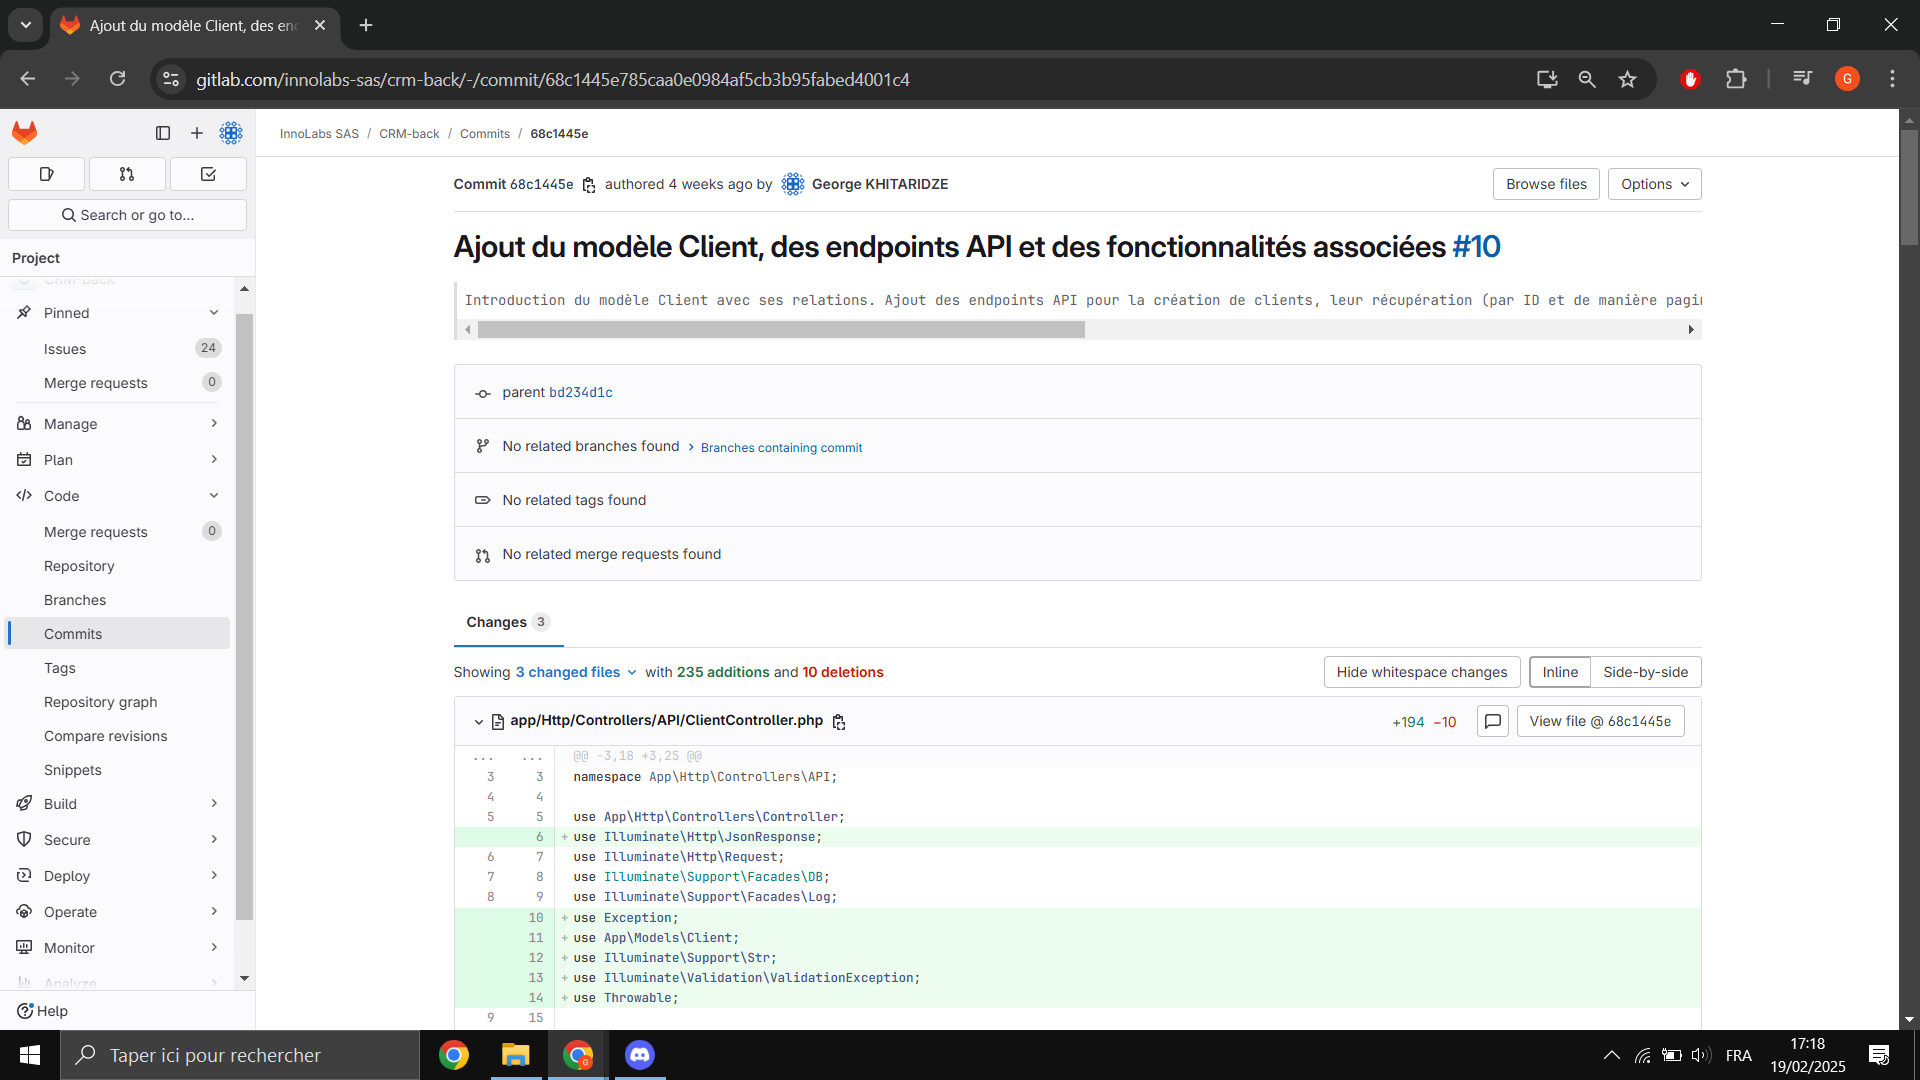 Ajout du modèle Client, des en
gitlab.com/innolabs-sas/crm-back/-/commit/68c1445e785caa0e0984af5cb3b95fabed4001c4
G
InnoLabs SAS / CRM-back / Commits / 68c1445e
Search or go to...
Project
CRM-back
Pinned
Issues 24
Merge requests 0
Manage
Plan
Code
Merge requests 0
Repository
Branches
Commits
Tags
Repository graph
Compare revisions
Snippets
Build
Secure
Deploy
Operate
Monitor
Analyze
Help
Commit 68c1445e authored 4 weeks ago by George KHITARIDZE
Browse files
Options
Ajout du modèle Client, des endpoints API et des fonctionnalités associées #10
Introduction du modèle Client avec ses relations. Ajout des endpoints API pour la création de clients, leur récupération (par ID et de manière pagin
parent bd234d1c
No related branches found > Branches containing commit
No related tags found
No related merge requests found
Changes 3
Showing 3 changed files with 235 additions and 10 deletions
Hide whitespace changes
Inline
Side-by-side
app/Http/Controllers/API/ClientController.php
+194 −10
View file @ 68c1445e
... ... @@ -3,18 +3,25 @@
3 3 namespace App\Http\Controllers\API;
4 4
5 5 use App\Http\Controllers\Controller;
6 + use Illuminate\Http\JsonResponse;
6 7 use Illuminate\Http\Request;
7 8 use Illuminate\Support\Facades\DB;
8 9 use Illuminate\Support\Facades\Log;
10 + use Exception;
11 + use App\Models\Client;
12 + use Illuminate\Support\Str;
13 + use Illuminate\Validation\ValidationException;
14 + use Throwable;
9 15
Taper ici pour rechercher
G
FRA
17:18
19/02/2025